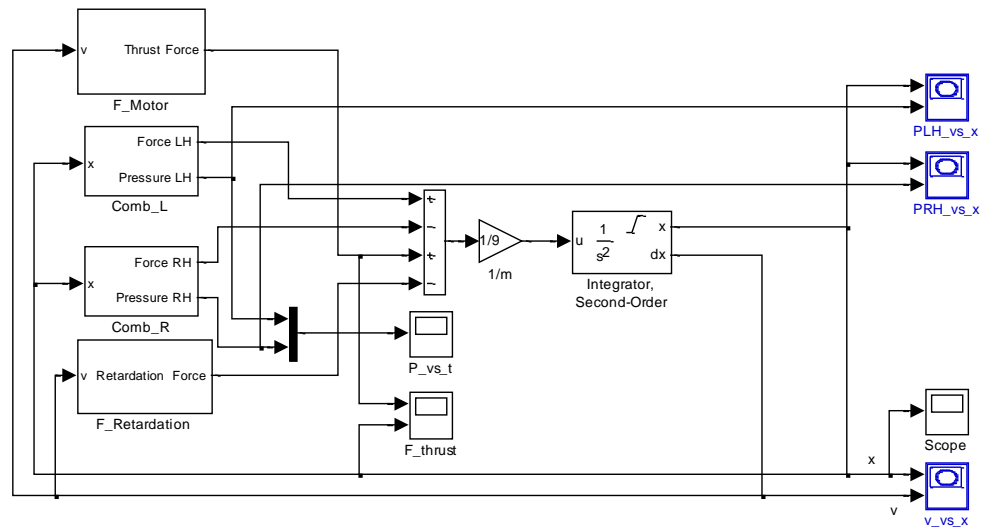 v Thrust Force
F_Motor
PLH_vs_x
Force LH
x
Pressure LH
Comb_L
PRH_vs_x
+
−
+
−
1/9
1/m
u 1/s² x
dx
Integrator,
Second-Order
Force RH
x
Pressure RH
Comb_R
P_vs_t
v Retardation Force
F_Retardation
F_thrust
Scope
x
v
v_vs_x